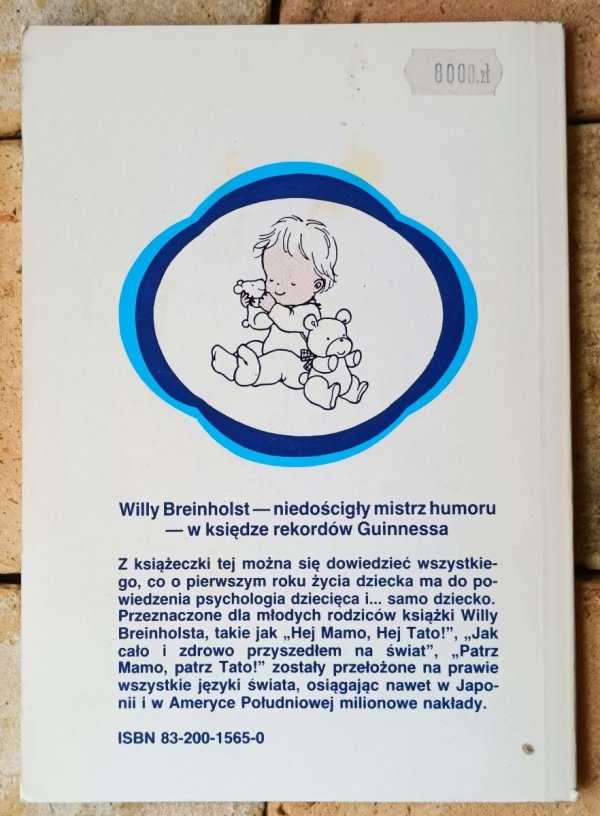 8000,zł
Willy Breinholst — niedościgły mistrz humoru
— w księdze rekordów Guinnessa
Z książeczki tej można się dowiedzieć wszystkie-
go, co o pierwszym roku życia dziecka ma do po-
wiedzenia psychologia dziecięca i... samo dziecko.
Przeznaczone dla młodych rodziców książki Willy
Breinholsta, takie jak „Hej Mamo, Hej Tato!”, „Jak
cało i zdrowo przyszedłem na świat”, „Patrz
Mamo, patrz Tato!” zostały przełożone na prawie
wszystkie języki świata, osiągając nawet w Japo-
nii i w Ameryce Południowej milionowe nakłady.
ISBN 83-200-1565-0